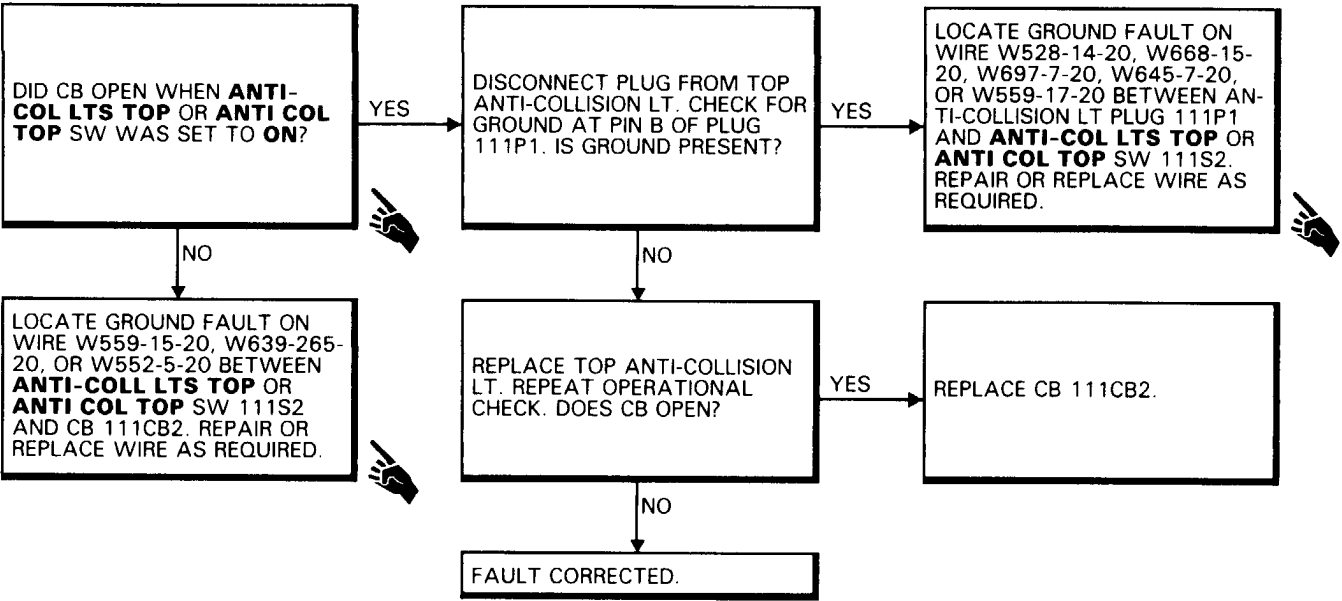 DID CB OPEN WHEN ANTI-
COL LTS TOP OR ANTI COL
TOP SW WAS SET TO ON?
YES
DISCONNECT PLUG FROM TOP
ANTI-COLLISION LT. CHECK FOR
GROUND AT PIN B OF PLUG
111P1. IS GROUND PRESENT?
YES
LOCATE GROUND FAULT ON
WIRE W528-14-20, W668-15-
20, W697-7-20, W645-7-20,
OR W559-17-20 BETWEEN AN-
TI-COLLISION LT PLUG 111P1
AND ANTI-COL LTS TOP OR
ANTI COL TOP SW 111S2.
REPAIR OR REPLACE WIRE AS
REQUIRED.
NO
NO
LOCATE GROUND FAULT ON
WIRE W559-15-20, W639-265-
20, OR W552-5-20 BETWEEN
ANTI-COLL LTS TOP OR
ANTI COL TOP SW 111S2
AND CB 111CB2. REPAIR OR
REPLACE WIRE AS REQUIRED.
REPLACE TOP ANTI-COLLISION
LT. REPEAT OPERATIONAL
CHECK. DOES CB OPEN?
YES
REPLACE CB 111CB2.
NO
FAULT CORRECTED.